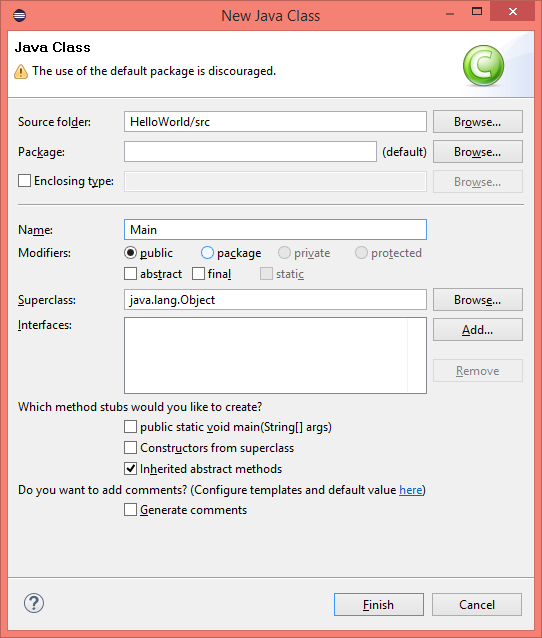 New Java Class
Java Class
The use of the default package is discouraged.
C
Source folder: HelloWorld/src Browse...
Package: (default) Browse...
Enclosing type: Browse...
Name: Main
Modifiers: public package private protected
abstract final static
Superclass: java.lang.Object Browse...
Interfaces: Add...
Remove
Which method stubs would you like to create?
public static void main(String[] args)
Constructors from superclass
Inherited abstract methods
Do you want to add comments? (Configure templates and default value here)
Generate comments
? Finish Cancel